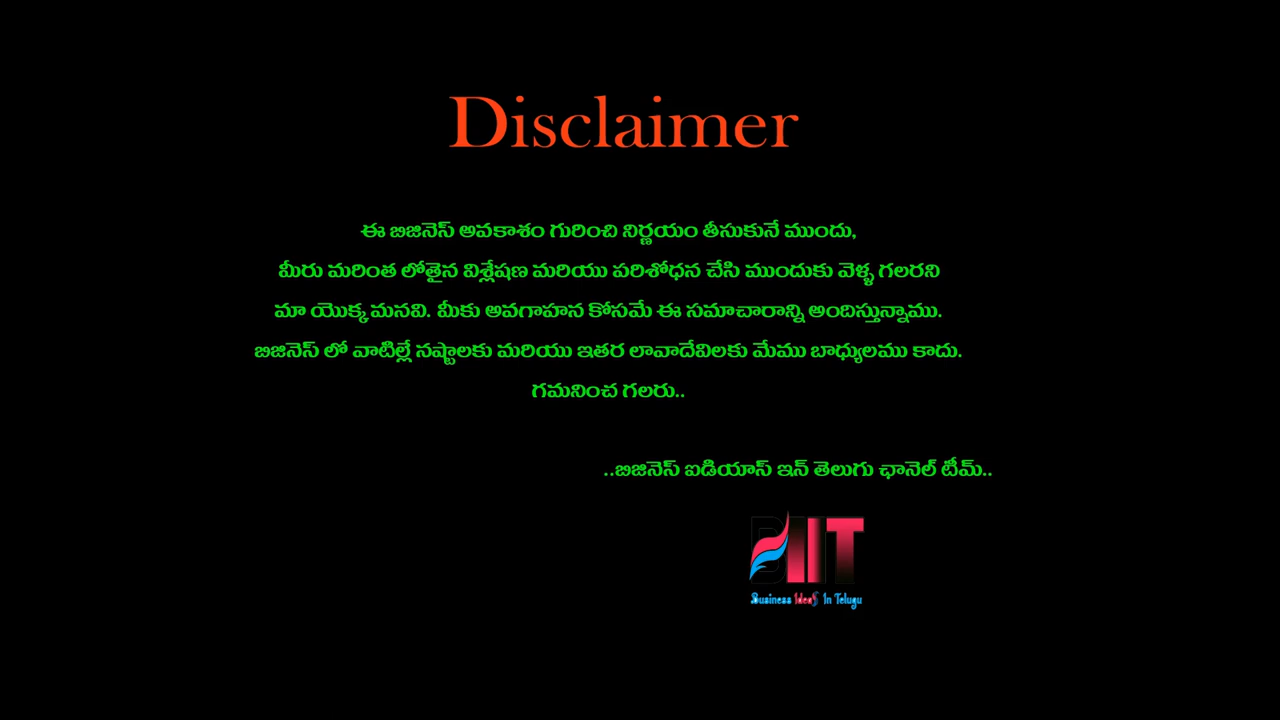 Disclaimer
ఈ బిజినెస్ అవకాశం గురించి నిర్ణయం తీసుకునే ముందు,
మీరు మరింత లోతైన విశ్లేషణ మరియు పరిశోధన చేసి ముందుకు వెళ్ళ గలరని
మా యొక్క మనవి. మీకు అవగాహన కోసమే ఈ సమాచారాన్ని అందిస్తున్నాము.
బిజినెస్ లో వాటిల్లే నష్టాలకు మరియు ఇతర లావాదేవిలకు మేము బాధ్యులము కాదు.
గమనించ గలరు..
..బిజినెస్ ఐడియాస్ ఇన్ తెలుగు ఛానెల్ టీమ్..
BIIT
Business Ideas In Telugu